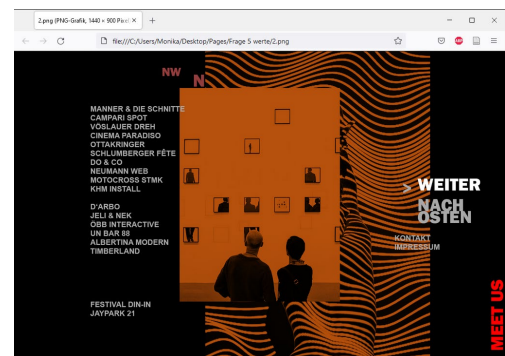 2.png (PNG-Grafik, 1440 × 900 Pixel
file:///C:/Users/Monika/Desktop/Pages/Frage 5 werte/2.png
NW
N
MANNER & DIE SCHNITTE
CAMPARI SPOT
VÖSLAUER DREH
CINEMA PARADISO
OTTAKRINGER
SCHLUMBERGER FÊTE
DO & CO
NEUMANN WEB
MOTOCROSS STMK
KHM INSTALL
D'ARBO
JELI & NEK
ÖBB INTERACTIVE
UN BAR 88
ALBERTINA MODERN
TIMBERLAND
FESTIVAL DIN-IN
JAYPARK 21
> WEITER
NACH
OSTEN
KONTAKT
IMPRESSUM
MEET US